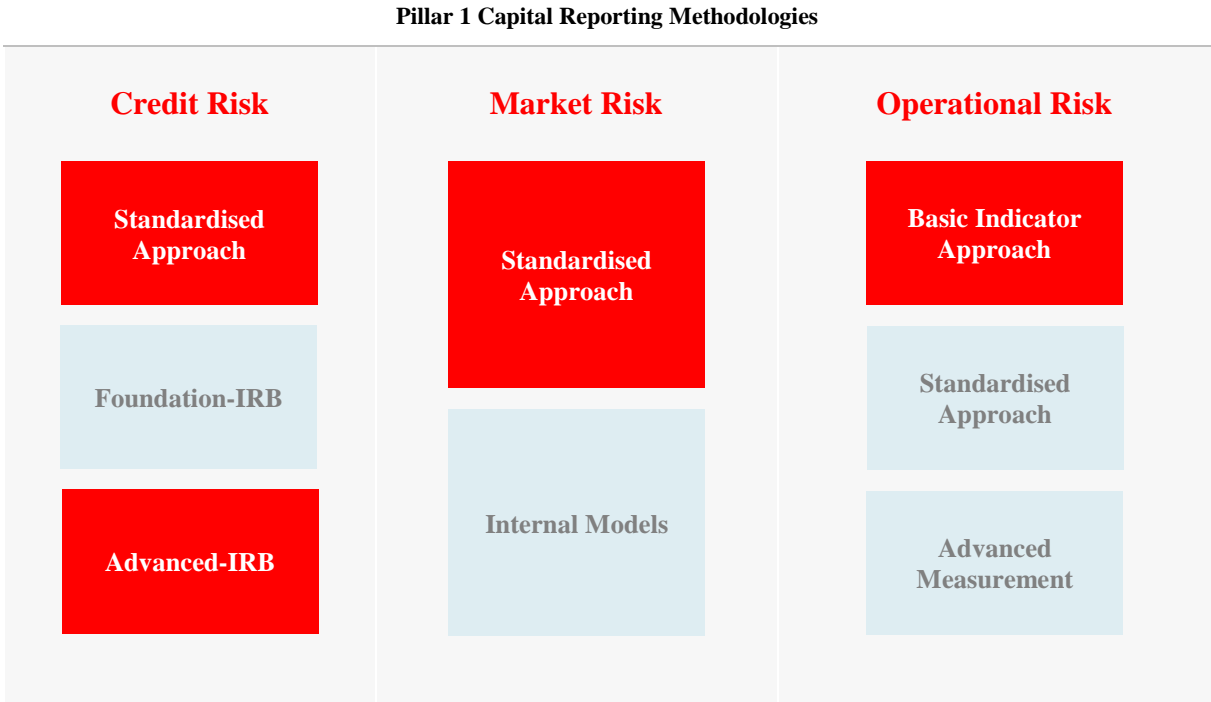 Pillar 1 Capital Reporting Methodologies
Credit Risk
Standardised
Approach
Foundation-IRB
Advanced-IRB
Market Risk
Standardised
Approach
Internal Models
Operational Risk
Basic Indicator
Approach
Standardised
Approach
Advanced
Measurement